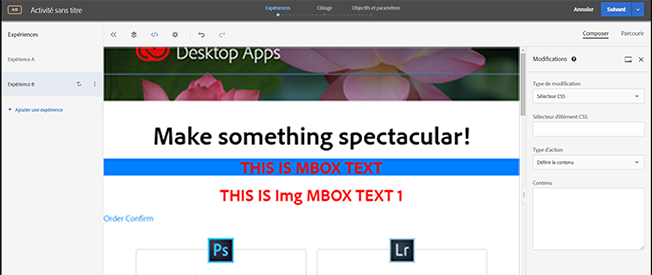 A/B Activité sans titre Expériences Ciblage Objectifs et paramètres Annuler Suivant
Expériences
Composer Parcourir
Desktop Apps
Modifications
Expérience A
Expérience B
Type de modification
Sélecteur CSS
+ Ajouter une expérience
Sélecteur d'élément CSS
Make something spectacular!
Type d'action
THIS IS MBOX TEXT
Définir le contenu
THIS IS Img MBOX TEXT 1
Contenu
Order Confirm
Ps
Lr